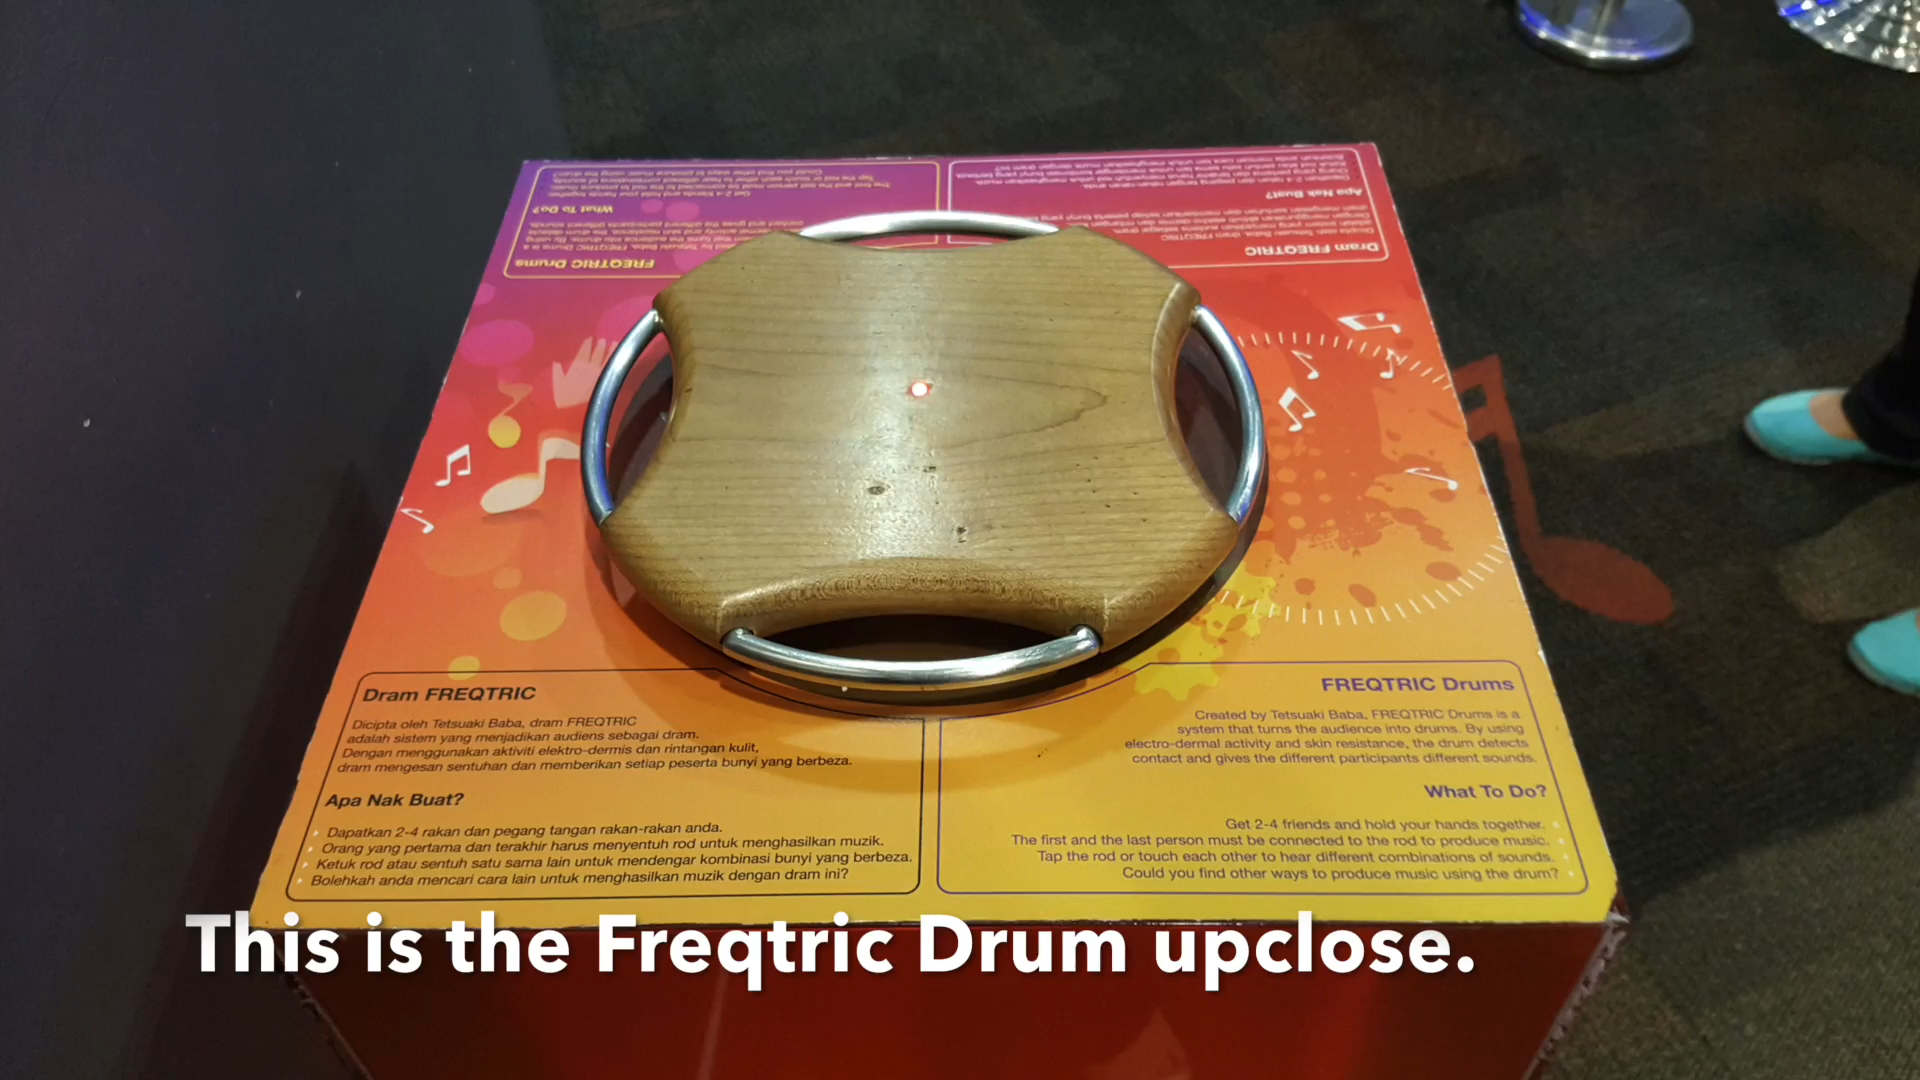 Dram FREQTRIC
Dicipta oleh Tetsuaki Baba, dram FREQTRIC
adalah sistem yang menjadikan audiens sebagai dram.
Dengan menggunakan aktiviti elektro-dermis dan rintangan kulit,
dram mengesan sentuhan dan memberikan setiap peserta bunyi yang berbeza.
Apa Nak Buat?
Dapatkan 2-4 rakan dan pegang tangan rakan-rakan anda.
Orang yang pertama dan terakhir harus menyentuh rod untuk menghasilkan muzik.
Ketuk rod atau sentuh satu sama lain untuk mendengar kombinasi bunyi yang berbeza.
Bolehkah anda mencari cara lain untuk menghasilkan muzik dengan dram ini?
FREQTRIC Drums
Created by Tetsuaki Baba, FREQTRIC Drums is a
system that turns the audience into drums. By using
electro-dermal activity and skin resistance, the drum detects
contact and gives the different participants different sounds.
What To Do?
Get 2-4 friends and hold your hands together.
The first and the last person must be connected to the rod to produce music.
Tap the rod or touch each other to hear different combinations of sounds.
Could you find other ways to produce music using the drum?
FREQTRIC Drums
What To Do?
Dram FREQTRIC
Apa Nak Buat?
This is the Freqtric Drum upclose.